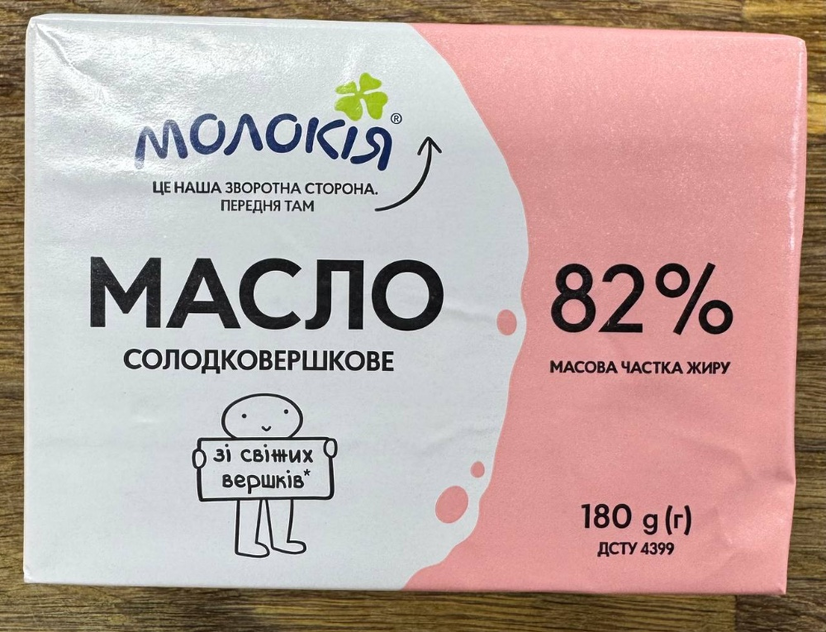 МОЛОКІЯ®
ЦЕ НАША ЗВОРОТНА СТОРОНА.
ПЕРЕДНЯ ТАМ
МАСЛО
СОЛОДКОВЕРШКОВЕ
зі свіжих
вершків*
82%
МАСОВА ЧАСТКА ЖИРУ
180 g (г)
ДСТУ 4399